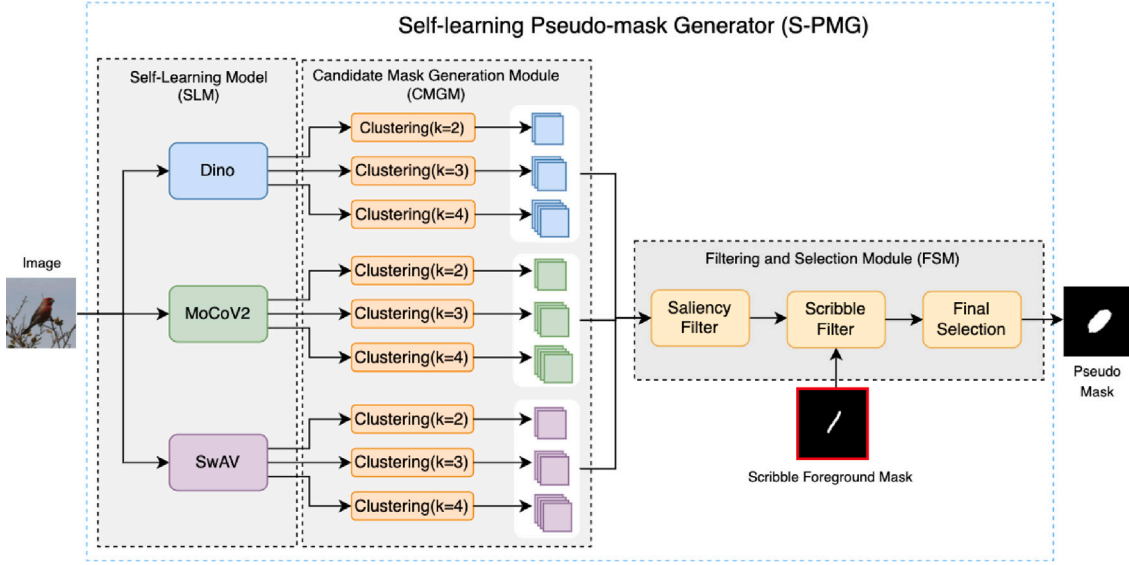 Self-learning Pseudo-mask Generator (S-PMG)
Self-Learning Model
(SLM)
Candidate Mask Generation Module
(CMGM)
Dino
Clustering(k=2)
Clustering(k=3)
Clustering(k=4)
Image
MoCoV2
Clustering(k=2)
Clustering(k=3)
Clustering(k=4)
SwAV
Clustering(k=2)
Clustering(k=3)
Clustering(k=4)
Filtering and Selection Module (FSM)
Saliency
Filter
Scribble
Filter
Final
Selection
Scribble Foreground Mask
Pseudo
Mask